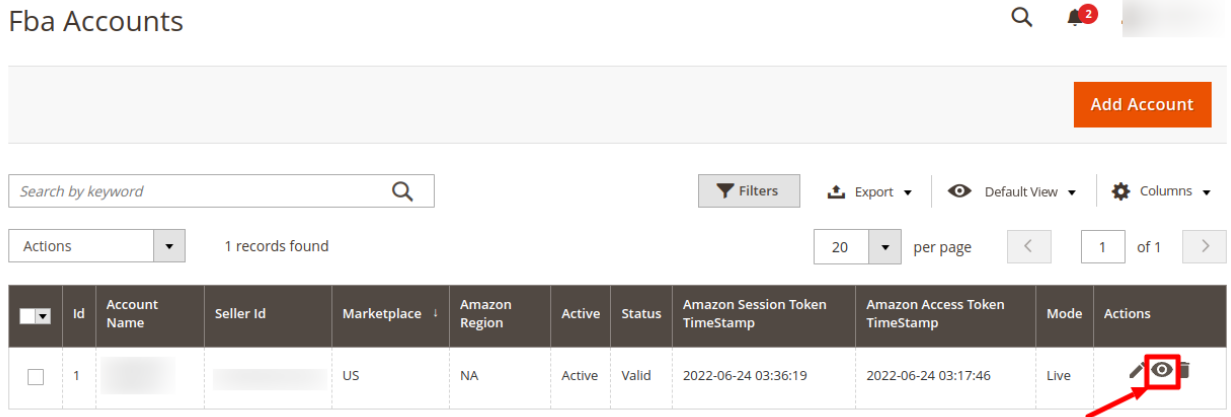 Fba Accounts
2
Add Account
Search by keyword
Filters
Export
Default View
Columns
Actions
1 records found
20
per page
1
of 1
Id
Account Name
Seller Id
Marketplace ↓
Amazon Region
Active
Status
Amazon Session Token TimeStamp
Amazon Access Token TimeStamp
Mode
Actions
1
US
NA
Active
Valid
2022-06-24 03:36:19
2022-06-24 03:17:46
Live